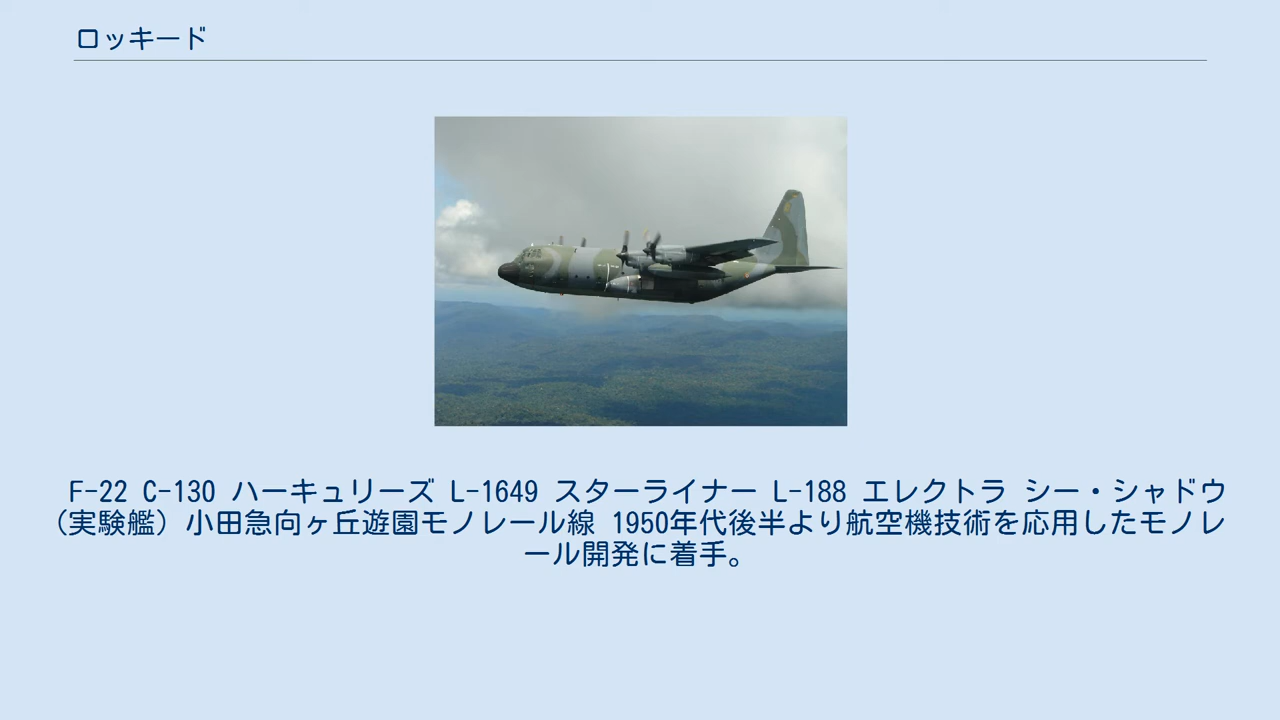 ロッキード
F-22 C-130 ハーキュリーズ L-1649 スターライナー L-188 エレクトラ シー・シャドウ
(実験艦) 小田急向ヶ丘遊園モノレール線 1950年代後半より航空機技術を応用したモノレ
ール開発に着手。